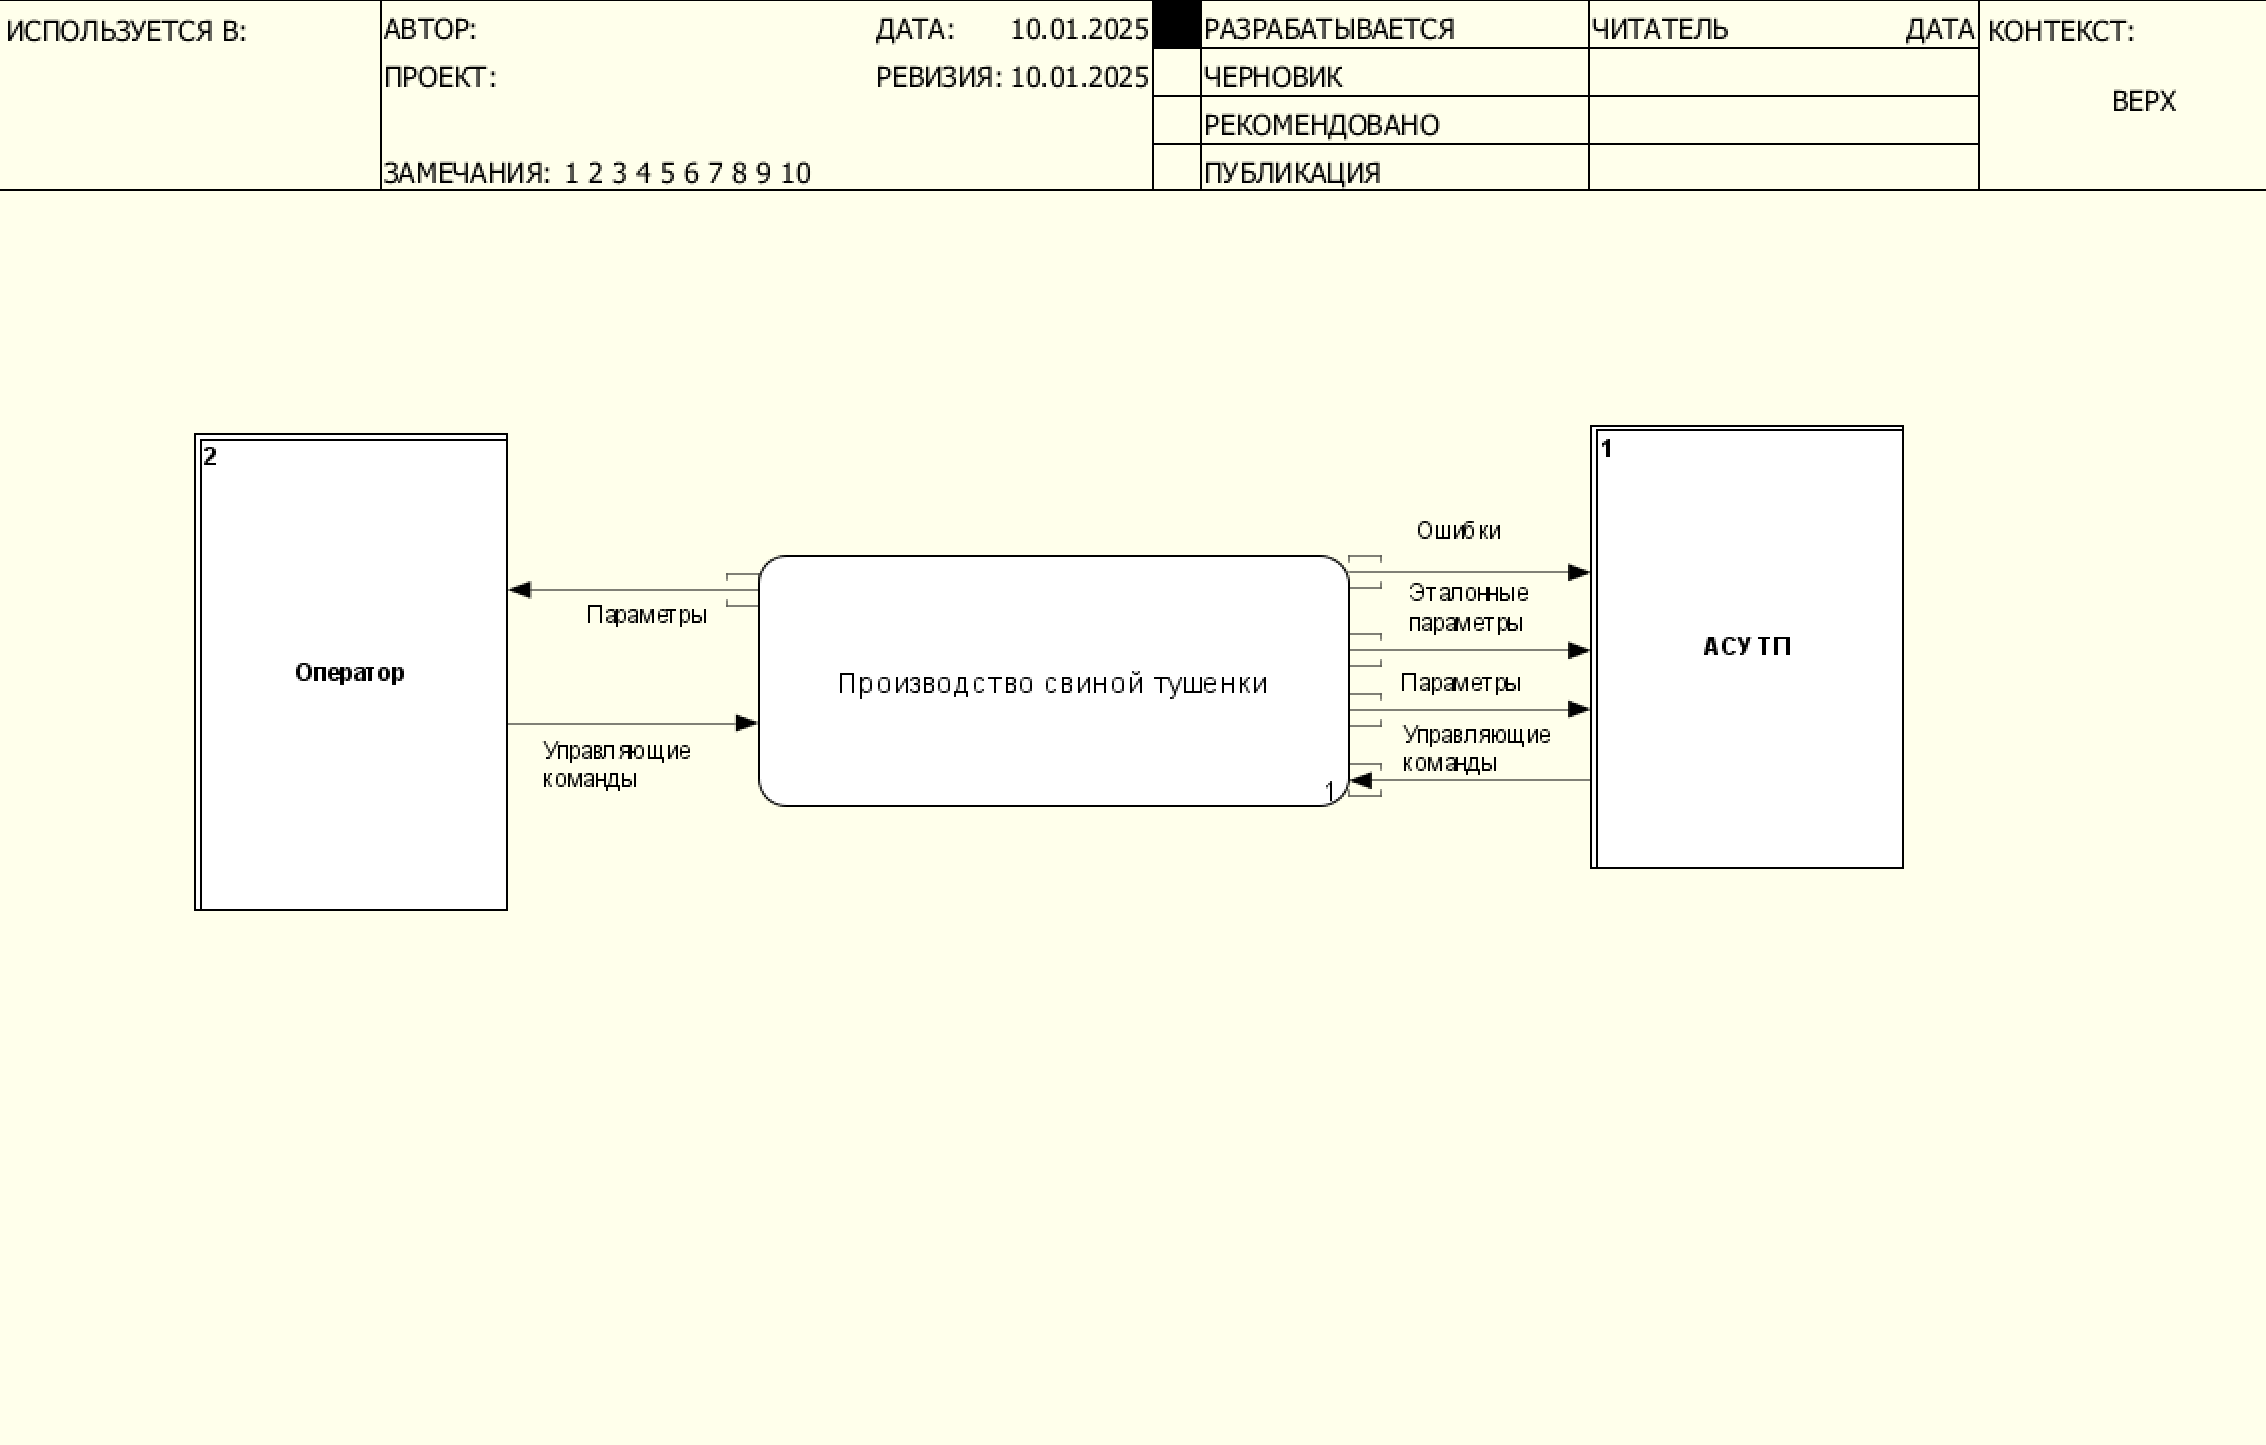 ИСПОЛЬЗУЕТСЯ В:
АВТОР:
ДАТА: 10.01.2025
ПРОЕКТ:
РЕВИЗИЯ: 10.01.2025
ЗАМЕЧАНИЯ: 1 2 3 4 5 6 7 8 9 10
РАЗРАБАТЫВАЕТСЯ
ЧЕРНОВИК
РЕКОМЕНДОВАНО
ПУБЛИКАЦИЯ
ЧИТАТЕЛЬ ДАТА
КОНТЕКСТ:
ВЕРХ
2
Оператор
Параметры
Управляющие
команды
Производство свиной тушенки
1
Ошибки
Эталонные
параметры
Параметры
Управляющие
команды
1
АСУ ТП